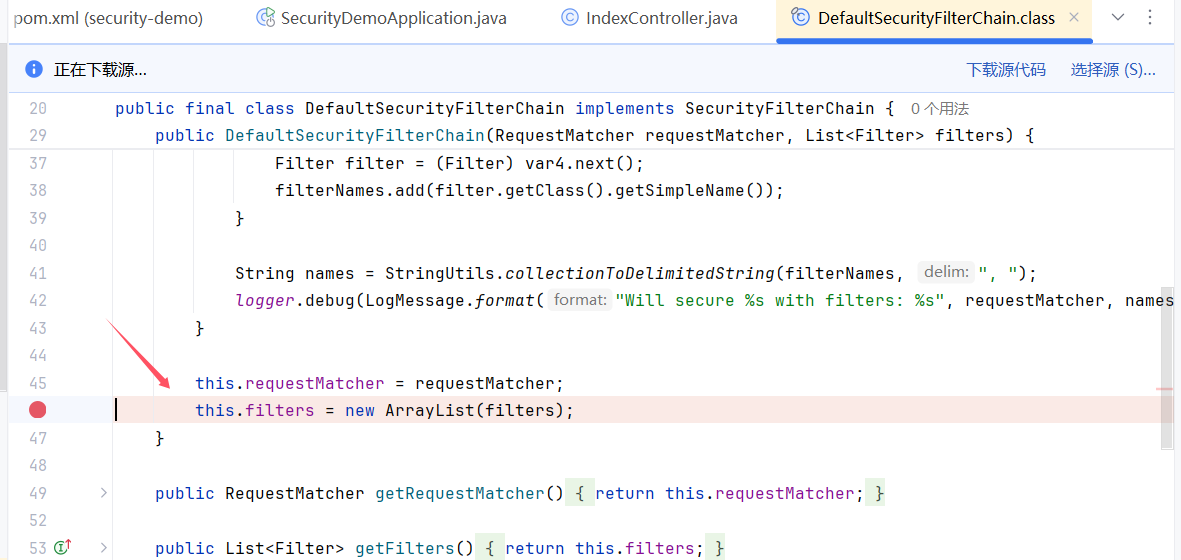 pom.xml (security-demo) SecurityDemoApplication.java IndexController.java DefaultSecurityFilterChain.class
正在下载源... 下载源代码 选择源 (S)...
20 public final class DefaultSecurityFilterChain implements SecurityFilterChain { 0 个用法
29 public DefaultSecurityFilterChain(RequestMatcher requestMatcher, List<Filter> filters) {
37 Filter filter = (Filter) var4.next();
38 filterNames.add(filter.getClass().getSimpleName());
39 }
40
41 String names = StringUtils.collectionToDelimitedString(filterNames, delim: ", ");
42 logger.debug(LogMessage.format( format: "Will secure %s with filters: %s", requestMatcher, names
43 }
44
45 this.requestMatcher = requestMatcher;
this.filters = new ArrayList(filters);
47 }
48
49 public RequestMatcher getRequestMatcher() { return this.requestMatcher; }
52
53 public List<Filter> getFilters() { return this.filters; }